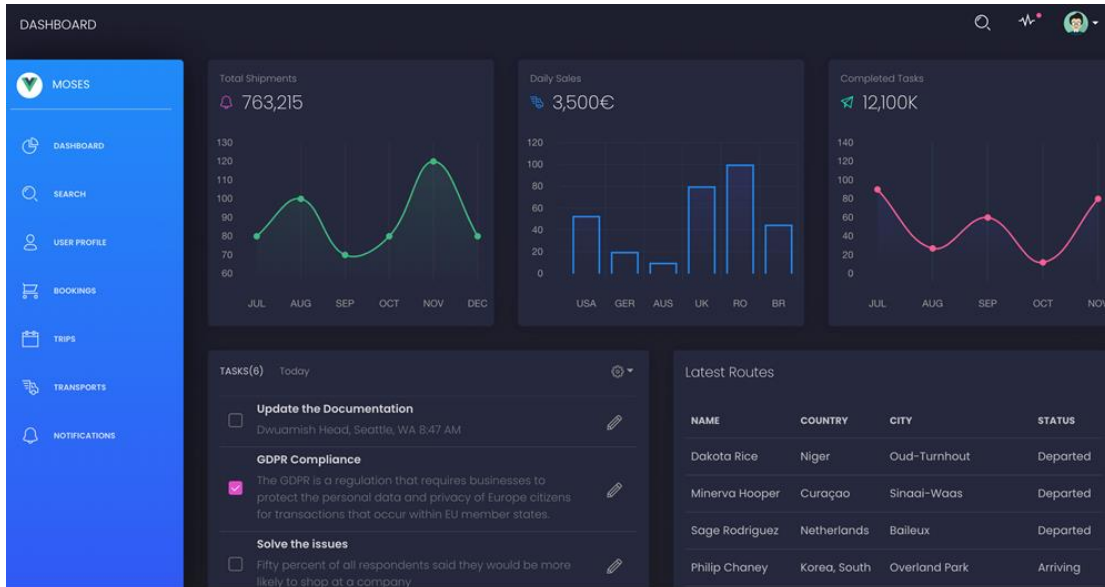 DASHBOARD
MOSES
DASHBOARD
SEARCH
USER PROFILE
BOOKINGS
TRIPS
TRANSPORTS
NOTIFICATIONS
Total Shipments
763,215
130
120
110
100
90
80
70
60
JUL AUG SEP OCT NOV DEC
Daily Sales
3,500€
120
100
80
60
40
20
0
USA GER AUS UK RO BR
Completed Tasks
12,100K
140
120
100
80
60
40
20
0
JUL AUG SEP OCT NOV
TASKS(6) Today
Update the Documentation
Dwuamish Head, Seattle, WA 8:47 AM
GDPR Compliance
The GDPR is a regulation that requires businesses to
protect the personal data and privacy of Europe citizens
for transactions that occur within EU member states.
Solve the issues
Fifty percent of all respondents said they would be more
likely to shop at a company
Latest Routes
NAME COUNTRY CITY STATUS
Dakota Rice Niger Oud-Turnhout Departed
Minerva Hooper Curaçao Sinaai-Waas Departed
Sage Rodriguez Netherlands Baileux Departed
Philip Chaney Korea, South Overland Park Arriving